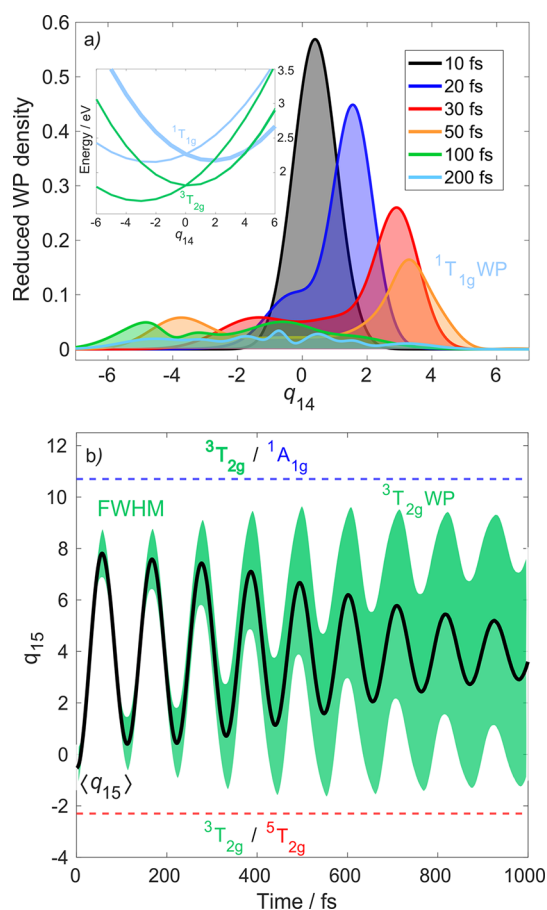 a)
0.6
0.5
0.4
0.3
0.2
0.1
0
Reduced WP density
-6 -4 -2 0 2 4 6
q14
10 fs
20 fs
30 fs
50 fs
100 fs
200 fs
¹T1g WP
Energy / eV
3.5
3
2.5
2
¹T1g
³T2g
-6 -4 -2 0 2 4 6
q14
b)
12
10
8
6
4
2
0
-2
-4
q15
³T2g / ¹A1g
FWHM
³T2g WP
⟨q15⟩
³T2g / ⁵T2g
0 200 400 600 800 1000
Time / fs